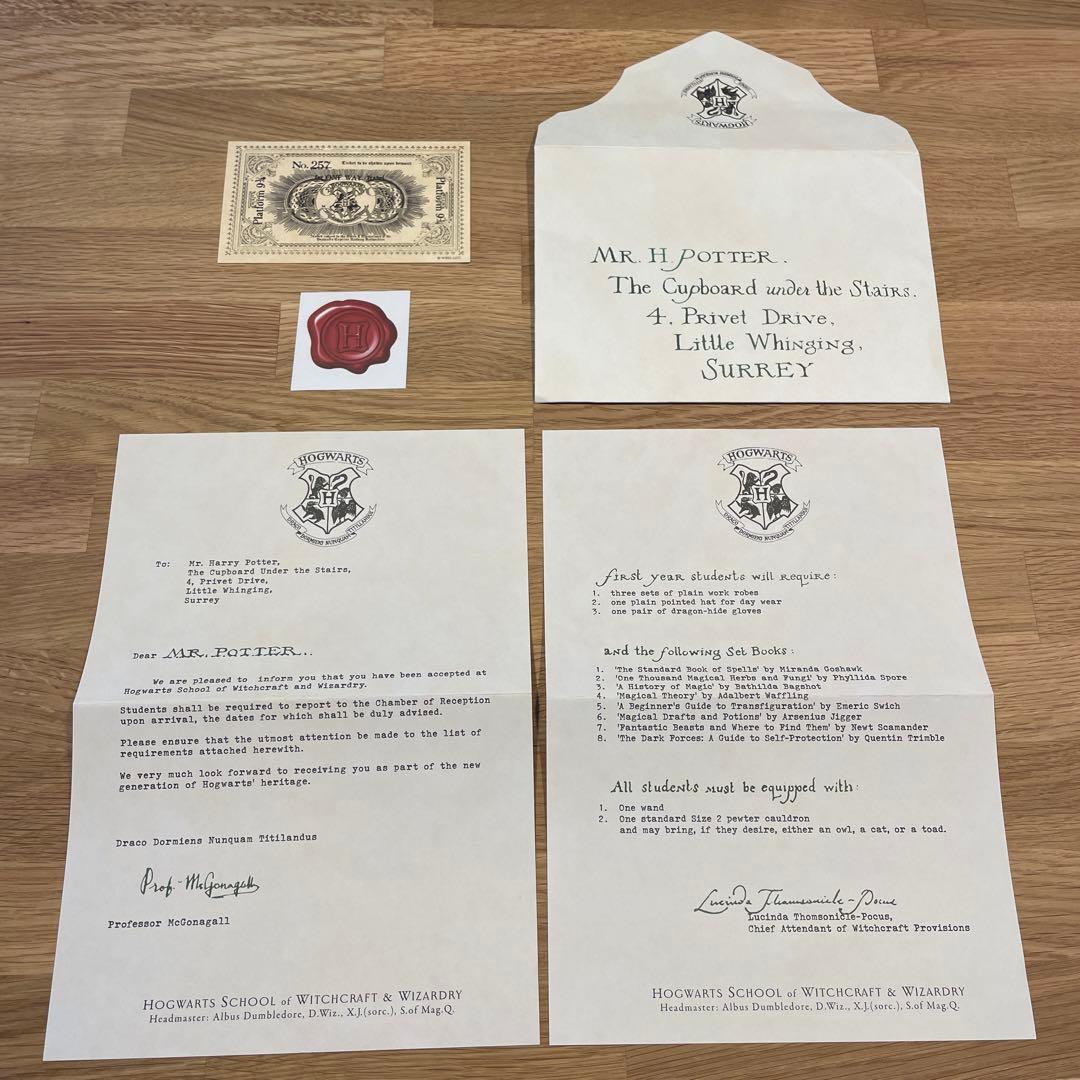 No. 257 Ticket to be shown upon demand
for ONE WAY travel
Platform 9¾
Platform 9¾
HOGWARTS
MR. H. POTTER.
The Cupboard under the Stairs.
4, Privet Drive,
Little Whinging,
SURREY
H
HOGWARTS
H
DRACO DORMIENS NUNQUAM TITILLANDUS
To: Mr. Harry Potter,
The Cupboard Under the Stairs,
4, Privet Drive,
Little Whinging,
Surrey
Dear MR. POTTER..
We are pleased to inform you that you have been accepted at
Hogwarts School of Witchcraft and Wizardry.
Students shall be required to report to the Chamber of Reception
upon arrival, the dates for which shall be duly advised.
Please ensure that the utmost attention be made to the list of
requirements attached herewith.
We very much look forward to receiving you as part of the new
generation of Hogwarts' heritage.
Draco Dormiens Nunquam Titilandus
Prof. McGonagall
Professor McGonagall
HOGWARTS SCHOOL of WITCHCRAFT & WIZARDRY
Headmaster: Albus Dumbledore, D.Wiz., X.J.(sorc.), S.of Mag.Q.
HOGWARTS
H
DRACO DORMIENS NUNQUAM TITILLANDUS
first year students will require:
1. three sets of plain work robes
2. one plain pointed hat for day wear
3. one pair of dragon-hide gloves
and the following Set Books:
1. 'The Standard Book of Spells' by Miranda Goshawk
2. 'One Thousand Magical Herbs and Fungi' by Phyllida Spore
3. 'A History of Magic' by Bathilda Bagshot
4. 'Magical Theory' by Adalbert Waffling
5. 'A Beginner's Guide to Transfiguration' by Emeric Swich
6. 'Magical Drafts and Potions' by Arsenius Jigger
7. 'Fantastic Beasts and Where to Find Them' by Newt Scamander
8. 'The Dark Forces: A Guide to Self-Protection' by Quentin Trimble
All students must be equipped with:
1. One wand
2. One standard Size 2 pewter cauldron
and may bring, if they desire, either an owl, a cat, or a toad.
Lucinda Thomsonicle-Pocus
Lucinda Thomsonicle-Pocus,
Chief Attendant of Witchcraft Provisions
HOGWARTS SCHOOL of WITCHCRAFT & WIZARDRY
Headmaster: Albus Dumbledore, D.Wiz., X.J.(sorc.), S.of Mag.Q.